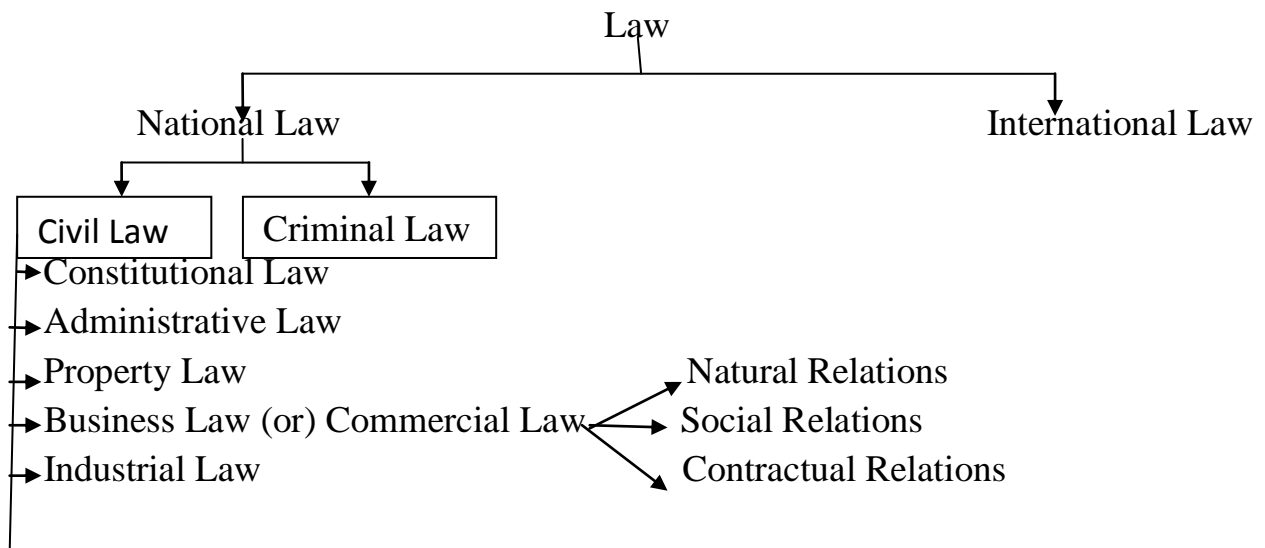 Law
National Law International Law
Civil Law Criminal Law
Constitutional Law
Administrative Law
Property Law Natural Relations
Business Law (or) Commercial Law Social Relations
Industrial Law Contractual Relations